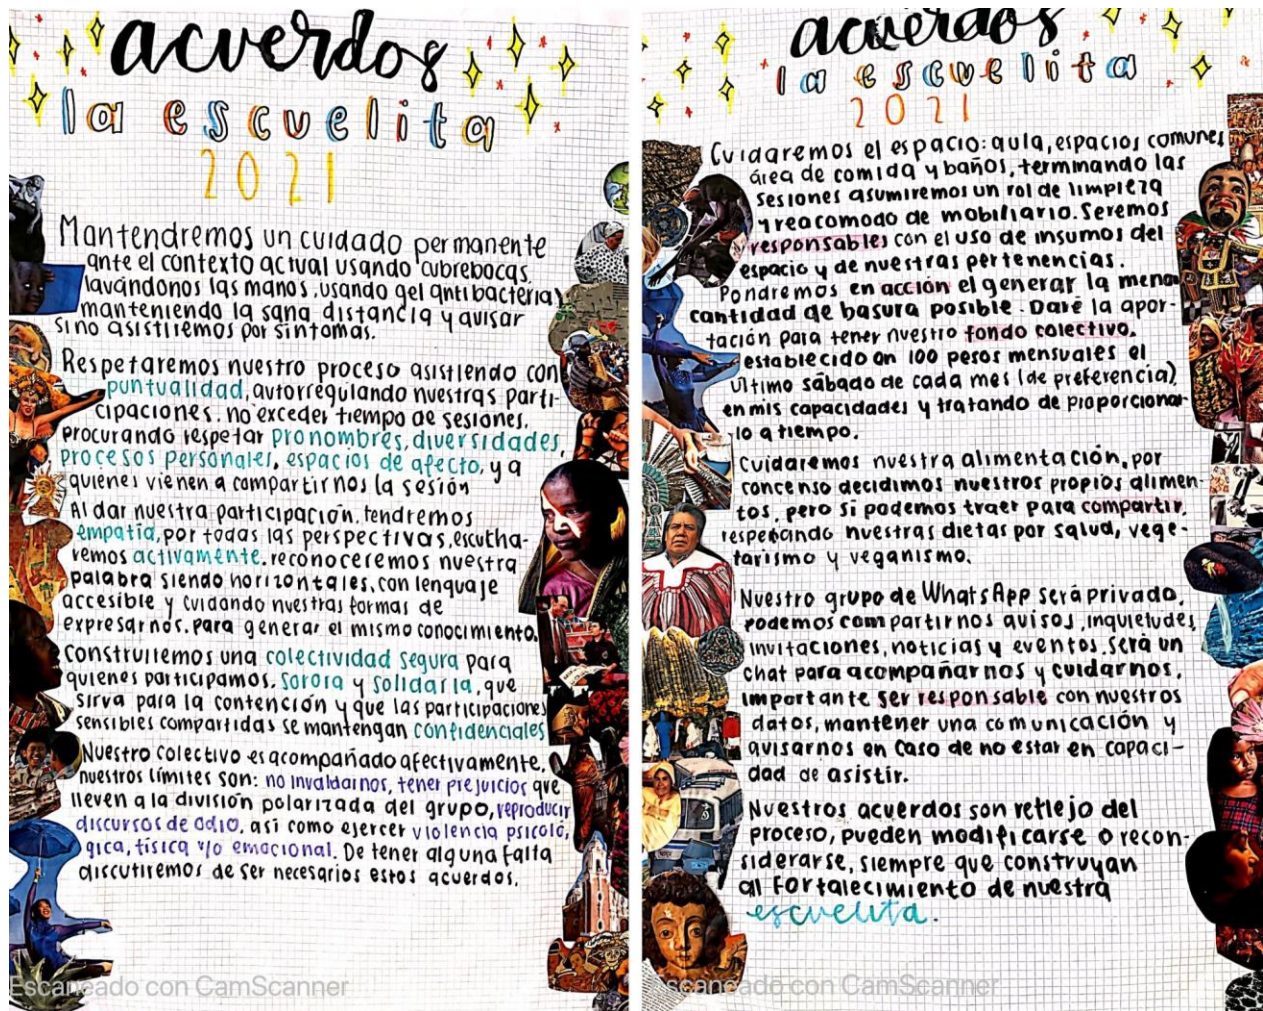 acuerdos
la escuelita
2021
Mantendremos un cuidado permanente
ante el contexto actual usando cubrebocas,
lavándonos las manos, usando gel antibacterial
manteniendo la sana distancia y avisar
si no asistiremos por síntomas.
Respetaremos nuestro proceso asistiendo con
puntualidad, autorregulando nuestras parti-
cipaciones, no exceder tiempo de sesiones,
procurando respetar pronombres, diversidades,
procesos personales, espacios de afecto, y a
quienes vienen a compartirnos la sesión
Al dar nuestra participación, tendremos
empatía, por todas las perspectivas, escucha-
remos activamente, reconoceremos nuestra
palabra siendo horizontales, con lenguaje
accesible y cuidando nuestras formas de
expresarnos, para generar el mismo conocimiento.
Construiremos una colectividad segura para
quienes participamos, sorora y solidaria, que
sirva para la contención y que las participaciones
sensibles compartidas se mantengan confidenciales
Nuestro colectivo es acompañado afectivamente,
nuestros límites son: no invalidarnos, tener prejuicios que
lleven a la división polarizada del grupo, reproducir
discursos de odio, así como ejercer violencia psicoló,
gica, física y/o emocional. De tener alguna falta
discutiremos de ser necesarios estos acuerdos.
Escaneado con CamScanner
acuerdos
la escuelita
2021
Cuidaremos el espacio: aula, espacios comunes
área de comida y baños, terminando las
sesiones asumiremos un rol de limpieza
y reacomodo de mobiliario. Seremos
responsables con el uso de insumos del
espacio y de nuestras pertenencias.
Pondremos en acción el generar la menor
cantidad de basura posible. Daré la apor-
tación para tener nuestro fondo colectivo,
establecido en 100 pesos mensuales el
último sábado de cada mes (de preferencia),
en mis capacidades y tratando de proporcionar-
lo a tiempo.
Cuidaremos nuestra alimentación, por
concenso decidimos nuestros propios alimen-
tos, pero si podemos traer para compartir,
respetando nuestras dietas por salud, vege-
tarismo y veganismo.
Nuestro grupo de WhatsApp será privado,
podemos compartirnos avisos, inquietudes
invitaciones, noticias y eventos. Será un
chat para acompañarnos y cuidarnos,
importante ser responsable con nuestros
datos, mantener una comunicación y
avisarnos en caso de no estar en capaci-
dad de asistir.
Nuestros acuerdos son reflejo del
proceso, pueden modificarse o recon-
siderarse, siempre que construyan
al fortalecimiento de nuestra
escuelita.
Escaneado con CamScanner